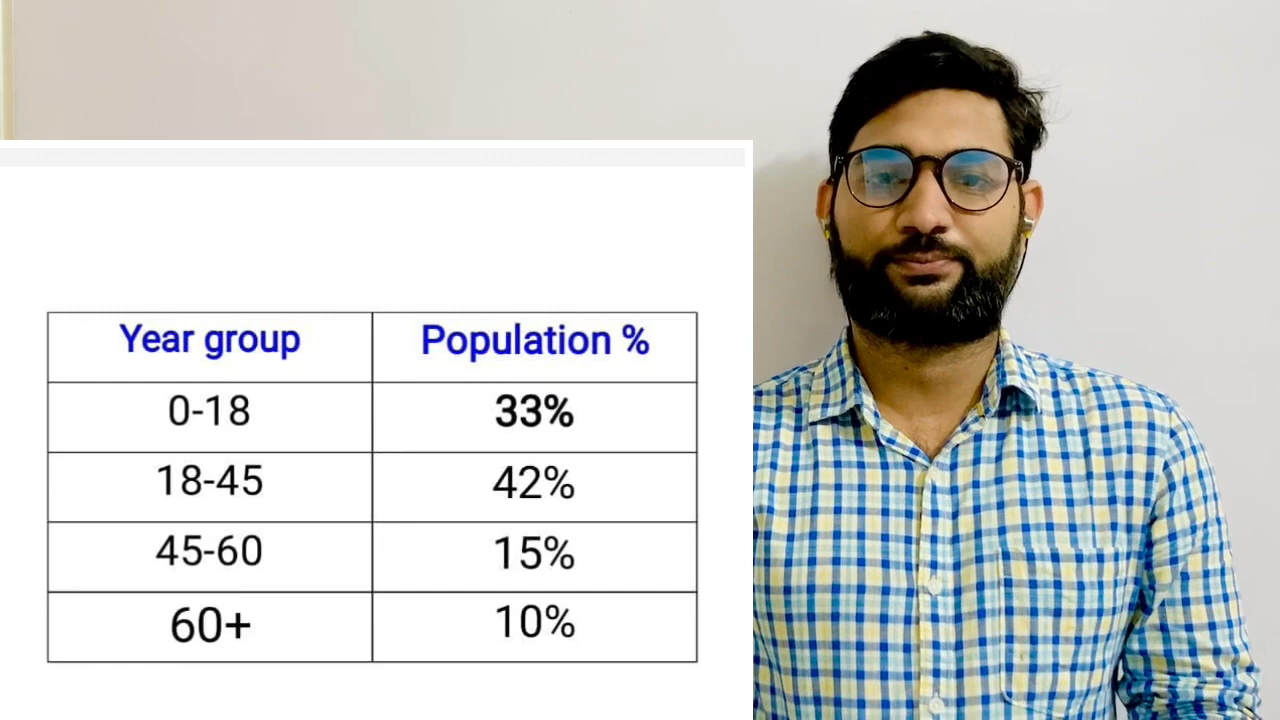 Year group Population %
0-18 33%
18-45 42%
45-60 15%
60+ 10%